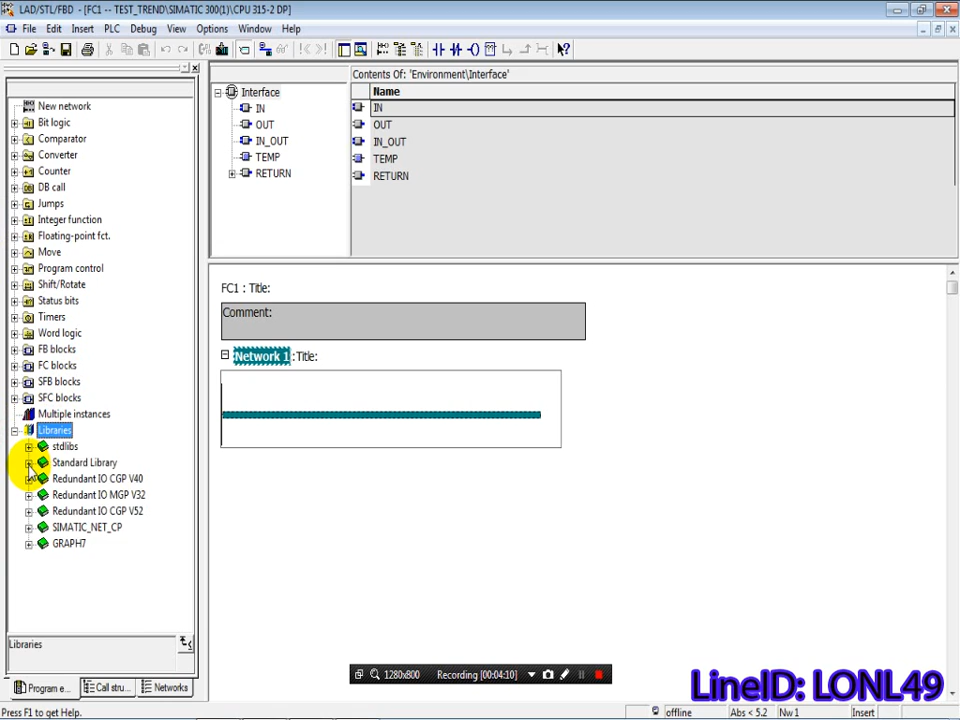 LAD/STL/FBD - [FC1 -- TEST_TREND\SIMATIC 300(1)\CPU 315-2 DP]
File Edit Insert PLC Debug View Options Window Help
New network
Bit logic
Comparator
Converter
Counter
DB call
Jumps
Integer function
Floating-point fct.
Move
Program control
Shift/Rotate
Status bits
Timers
Word logic
FB blocks
FC blocks
SFB blocks
SFC blocks
Multiple instances
Libraries
stdlibs
Standard Library
Redundant IO CGP V40
Redundant IO MGP V32
Redundant IO CGP V52
SIMATIC_NET_CP
GRAPH7
Libraries
Program e... Call stru... Networks
Interface
IN
OUT
IN_OUT
TEMP
RETURN
Contents Of: 'Environment\Interface'
Name
IN
OUT
IN_OUT
TEMP
RETURN
FC1 : Title:
Comment:
Network 1 : Title:
1280x800 Recording [00:04:10]
LineID: LONL49
Press F1 to get Help. offline Abs < 5.2 Nw 1 Insert